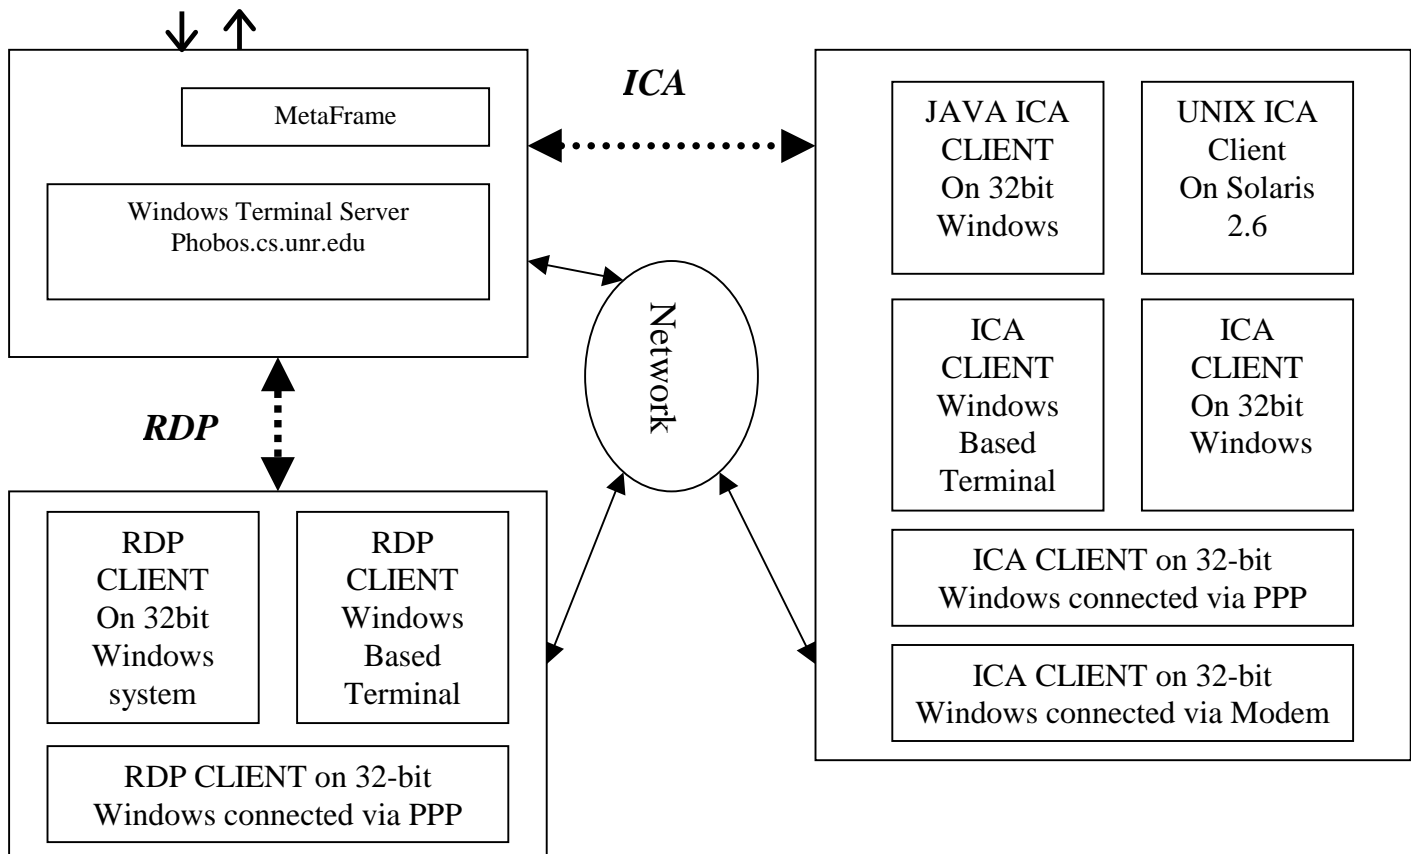 MetaFrame
Windows Terminal Server
Phobos.cs.unr.edu
ICA
JAVA ICA
CLIENT
On 32bit
Windows
UNIX ICA
Client
On Solaris
2.6
ICA
CLIENT
Windows
Based
Terminal
ICA
CLIENT
On 32bit
Windows
ICA CLIENT on 32-bit
Windows connected via PPP
ICA CLIENT on 32-bit
Windows connected via Modem
Network
RDP
RDP
CLIENT
On 32bit
Windows
system
RDP
CLIENT
Windows
Based
Terminal
RDP CLIENT on 32-bit
Windows connected via PPP